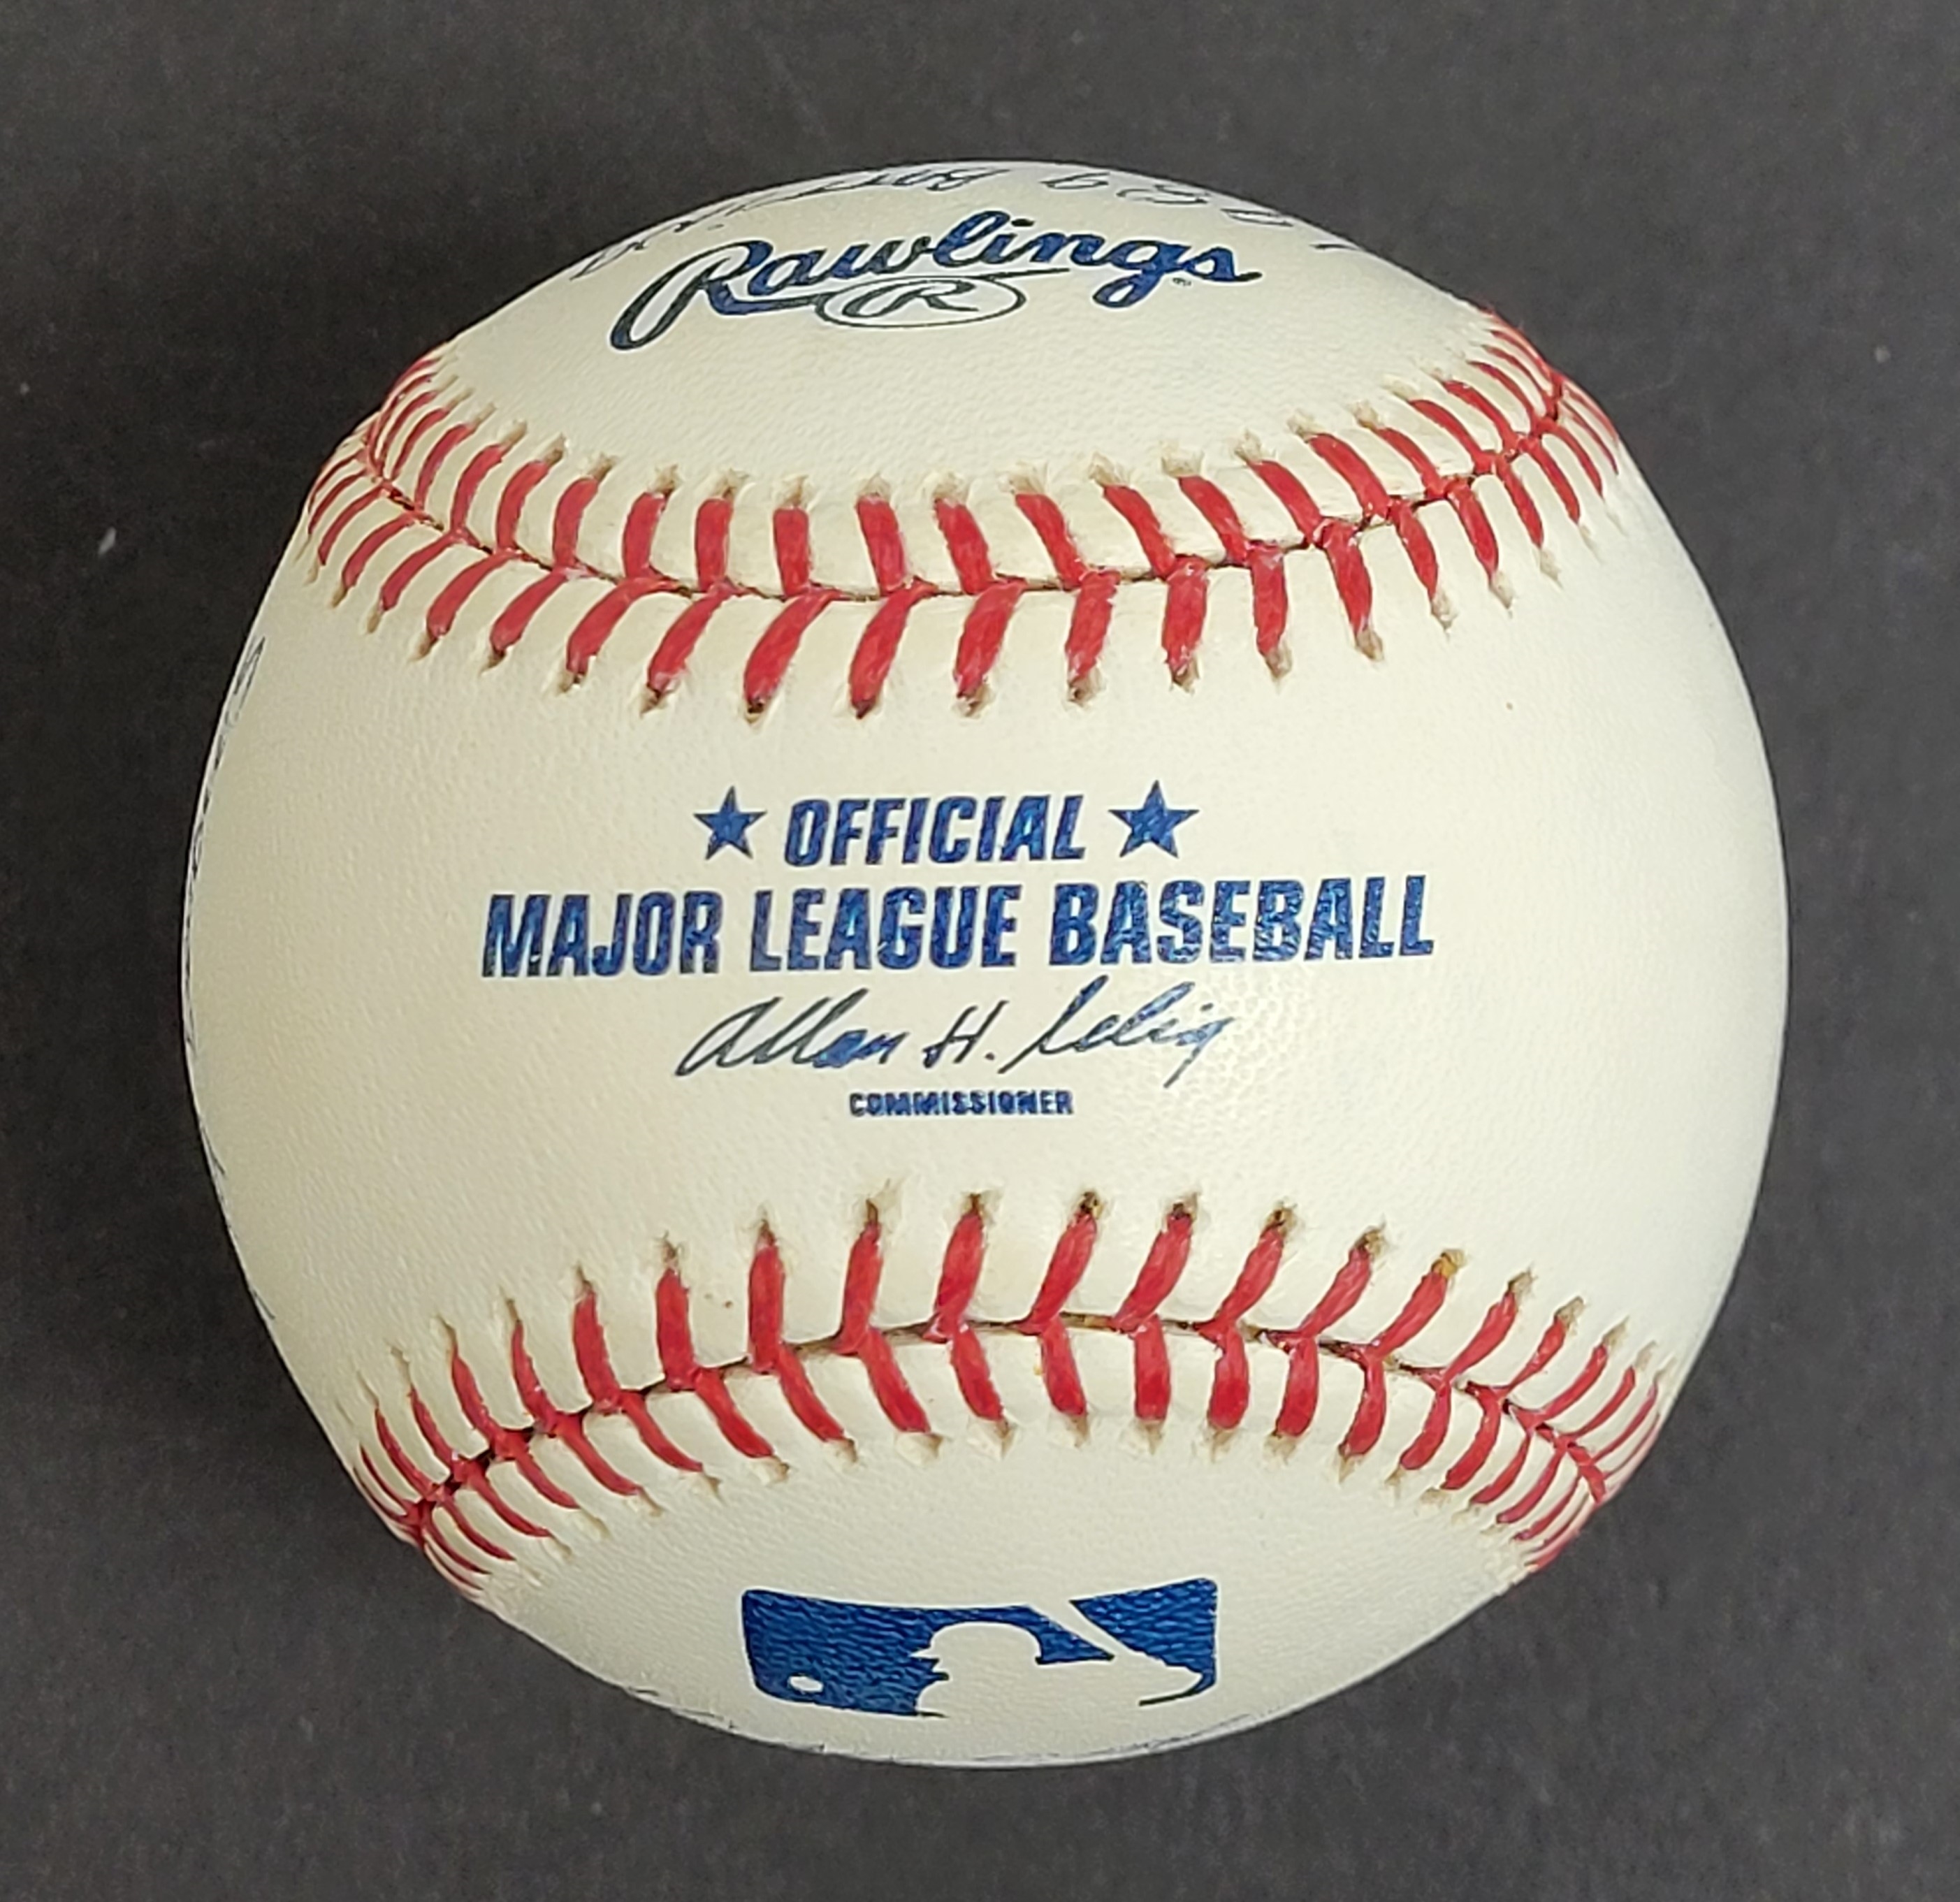 Rawlings
R
OFFICIAL
MAJOR LEAGUE BASEBALL
Allan H. Selig
COMMISSIONER